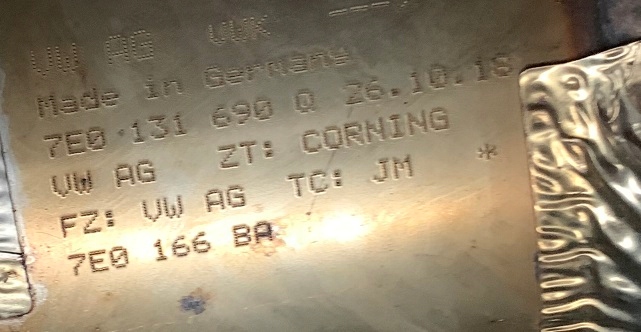 VW AG VWK
Made in Germany
7E0 131 690 Q 26.10.18
VW AG ZT: CORNING
FZ: VW AG TC: JM *
7E0 166 BA